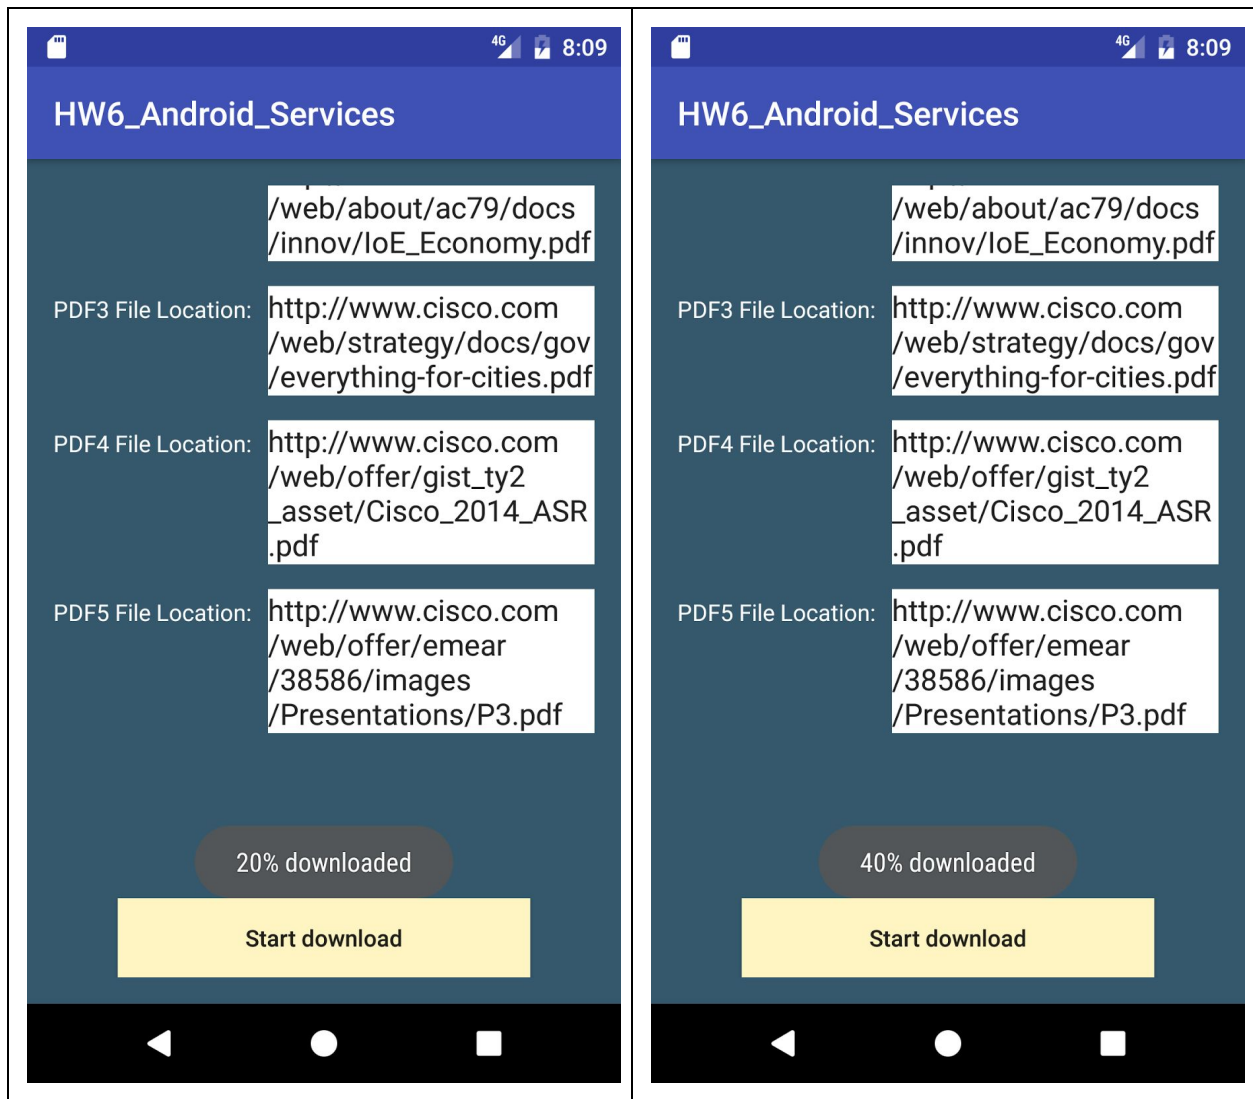 4G 8:09
HW6_Android_Services
/web/about/ac79/docs
/innov/IoE_Economy.pdf
PDF3 File Location: http://www.cisco.com
/web/strategy/docs/gov
/everything-for-cities.pdf
PDF4 File Location: http://www.cisco.com
/web/offer/gist_ty2
_asset/Cisco_2014_ASR
.pdf
PDF5 File Location: http://www.cisco.com
/web/offer/emear
/38586/images
/Presentations/P3.pdf
20% downloaded
Start download
4G 8:09
HW6_Android_Services
/web/about/ac79/docs
/innov/IoE_Economy.pdf
PDF3 File Location: http://www.cisco.com
/web/strategy/docs/gov
/everything-for-cities.pdf
PDF4 File Location: http://www.cisco.com
/web/offer/gist_ty2
_asset/Cisco_2014_ASR
.pdf
PDF5 File Location: http://www.cisco.com
/web/offer/emear
/38586/images
/Presentations/P3.pdf
40% downloaded
Start download